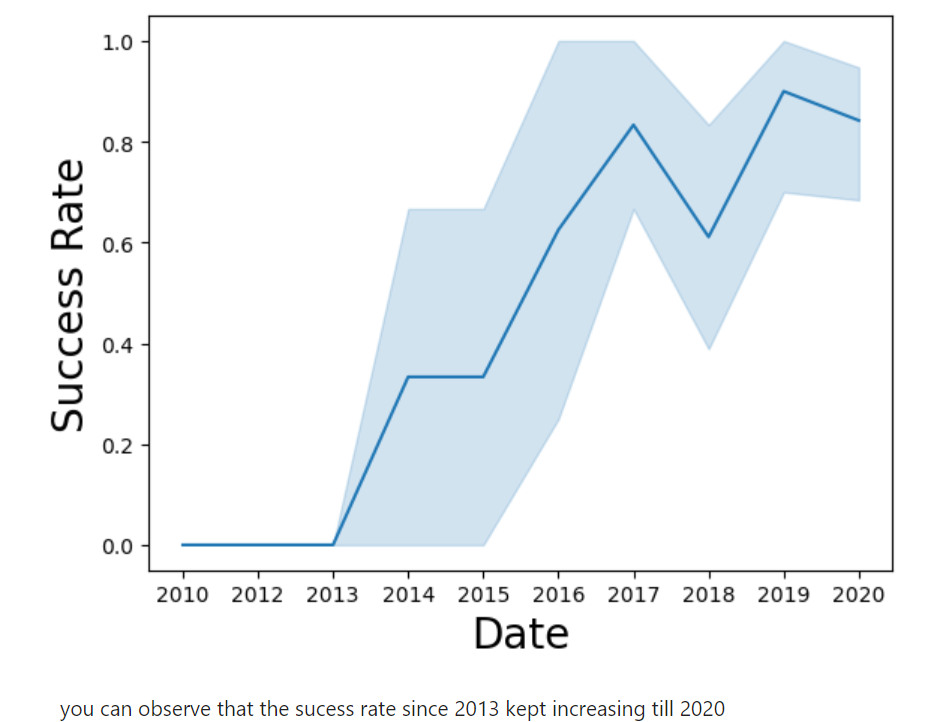 1.0
0.8
0.6
0.4
0.2
0.0
Success Rate
2010 2012 2013 2014 2015 2016 2017 2018 2019 2020
Date
you can observe that the sucess rate since 2013 kept increasing till 2020